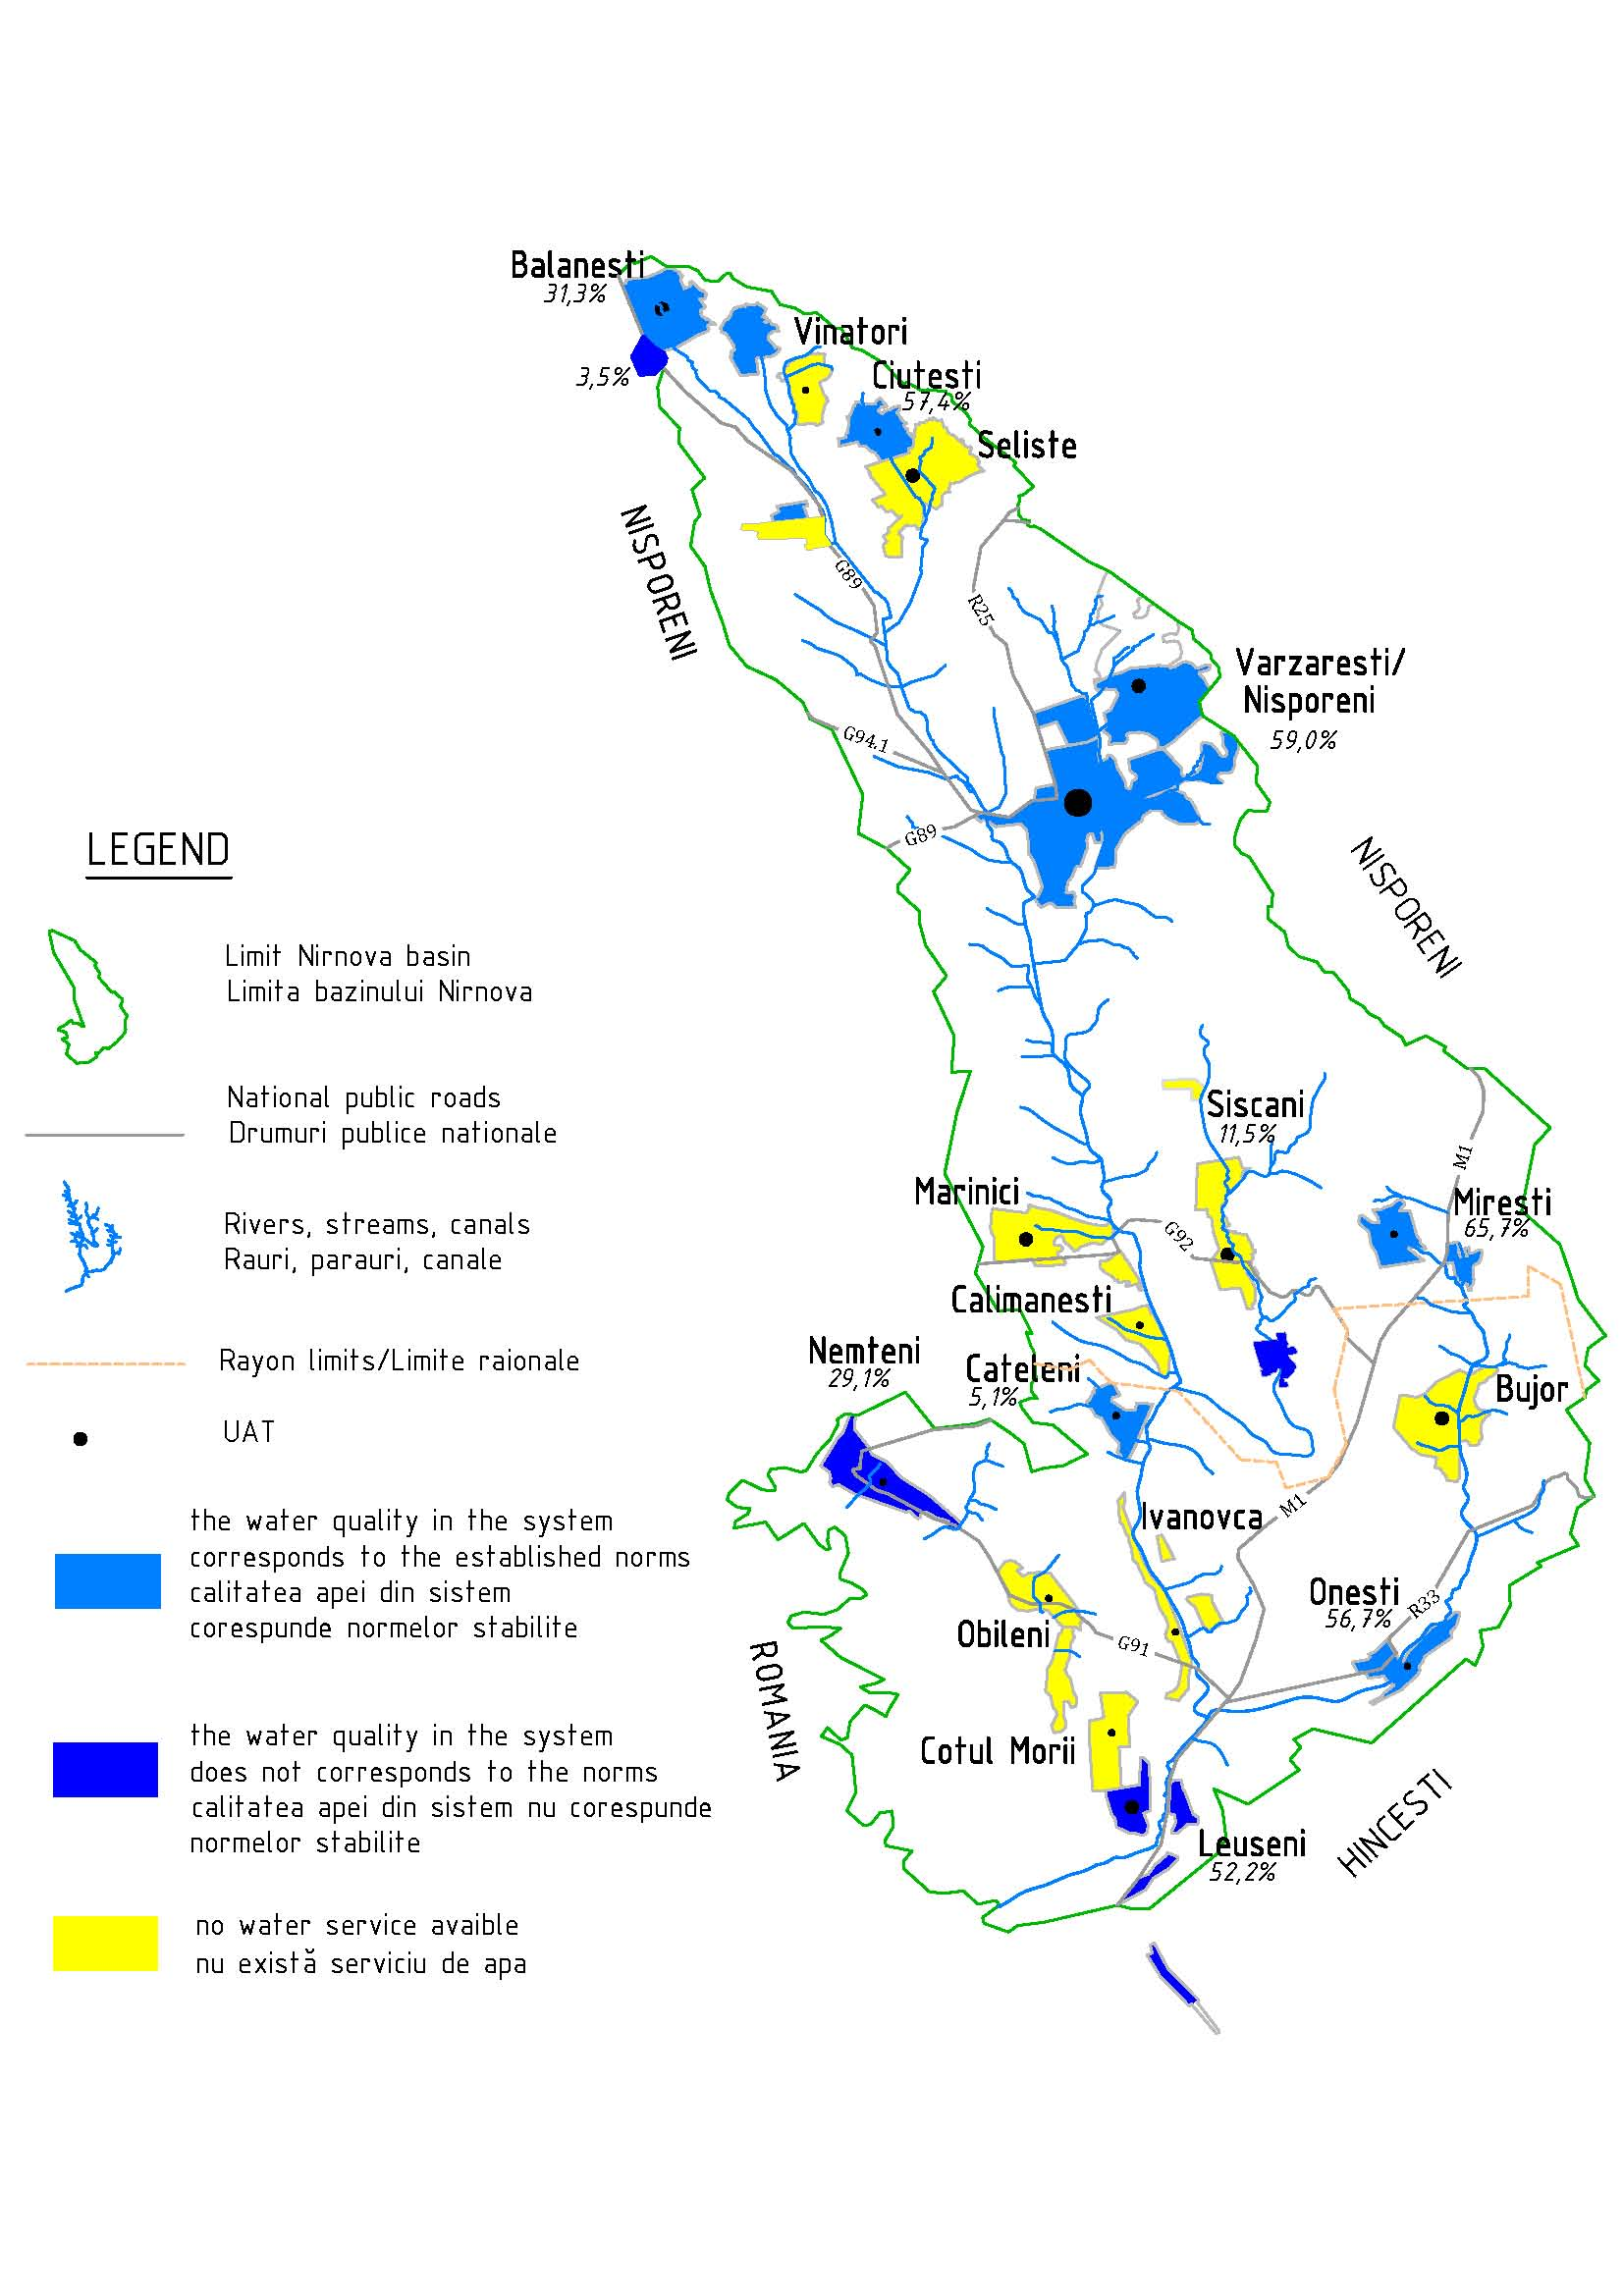 Balanesti
31,3%
3,5%
Vinatori
Ciutesti
57,4%
Seliste
NISPORENI
G89
R25
Varzaresti/
Nisporeni
59,0%
G94.1
G89
NISPORENI
LEGEND
Limit Nirnova basin
Limita bazinului Nirnova
National public roads
Drumuri publice nationale
Rivers, streams, canals
Rauri, parauri, canale
Rayon limits/Limite raionale
UAT
the water quality in the system
corresponds to the established norms
calitatea apei din sistem
corespunde normelor stabilite
the water quality in the system
does not corresponds to the norms
calitatea apei din sistem nu corespunde
normelor stabilite
no water service avaible
nu există serviciu de apa
Siscani
11,5%
M1
Marinici
G92
Miresti
65,7%
Calimanesti
Nemteni
29,1%
Cateleni
5,1%
Bujor
M1
Ivanovca
Onesti
56,7%
R33
Obileni
G91
ROMANIA
Cotul Morii
HINCESTI
Leuseni
52,2%